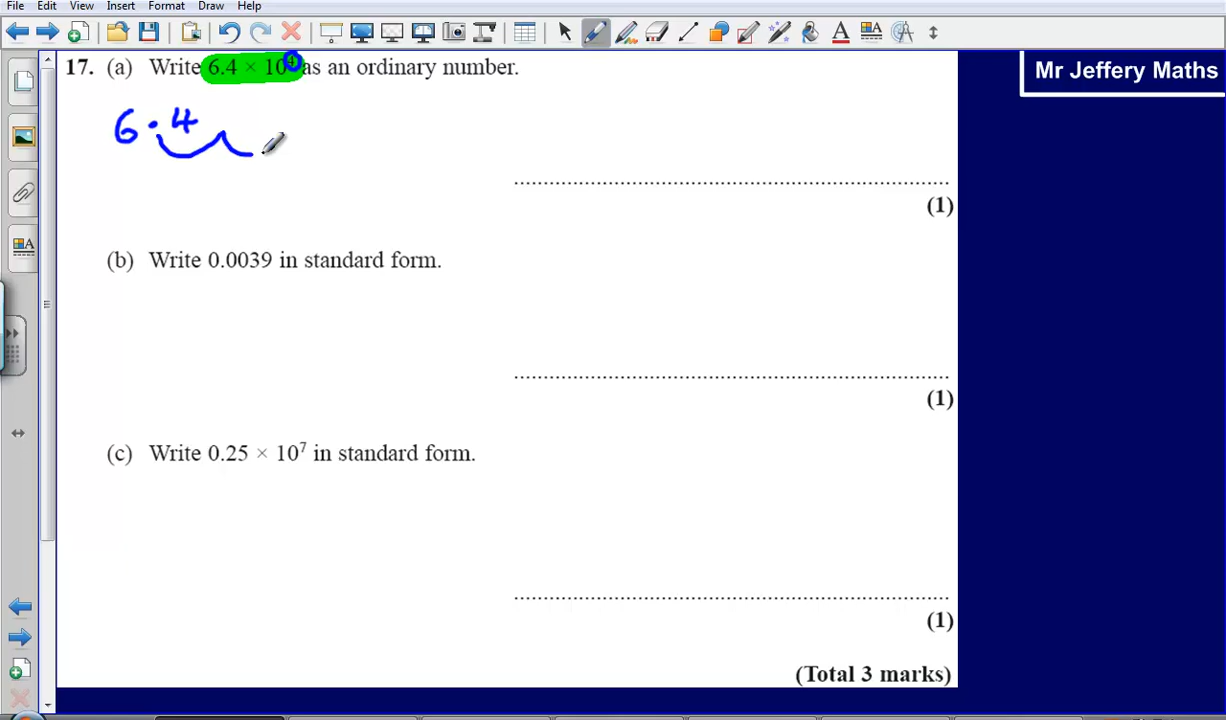 File Edit View Insert Format Draw Help
17. (a) Write 6.4 × 10⁴ as an ordinary number.
Mr Jeffery Maths
6.4
(1)
(b) Write 0.0039 in standard form.
(1)
(c) Write 0.25 × 10⁷ in standard form.
(1)
(Total 3 marks)